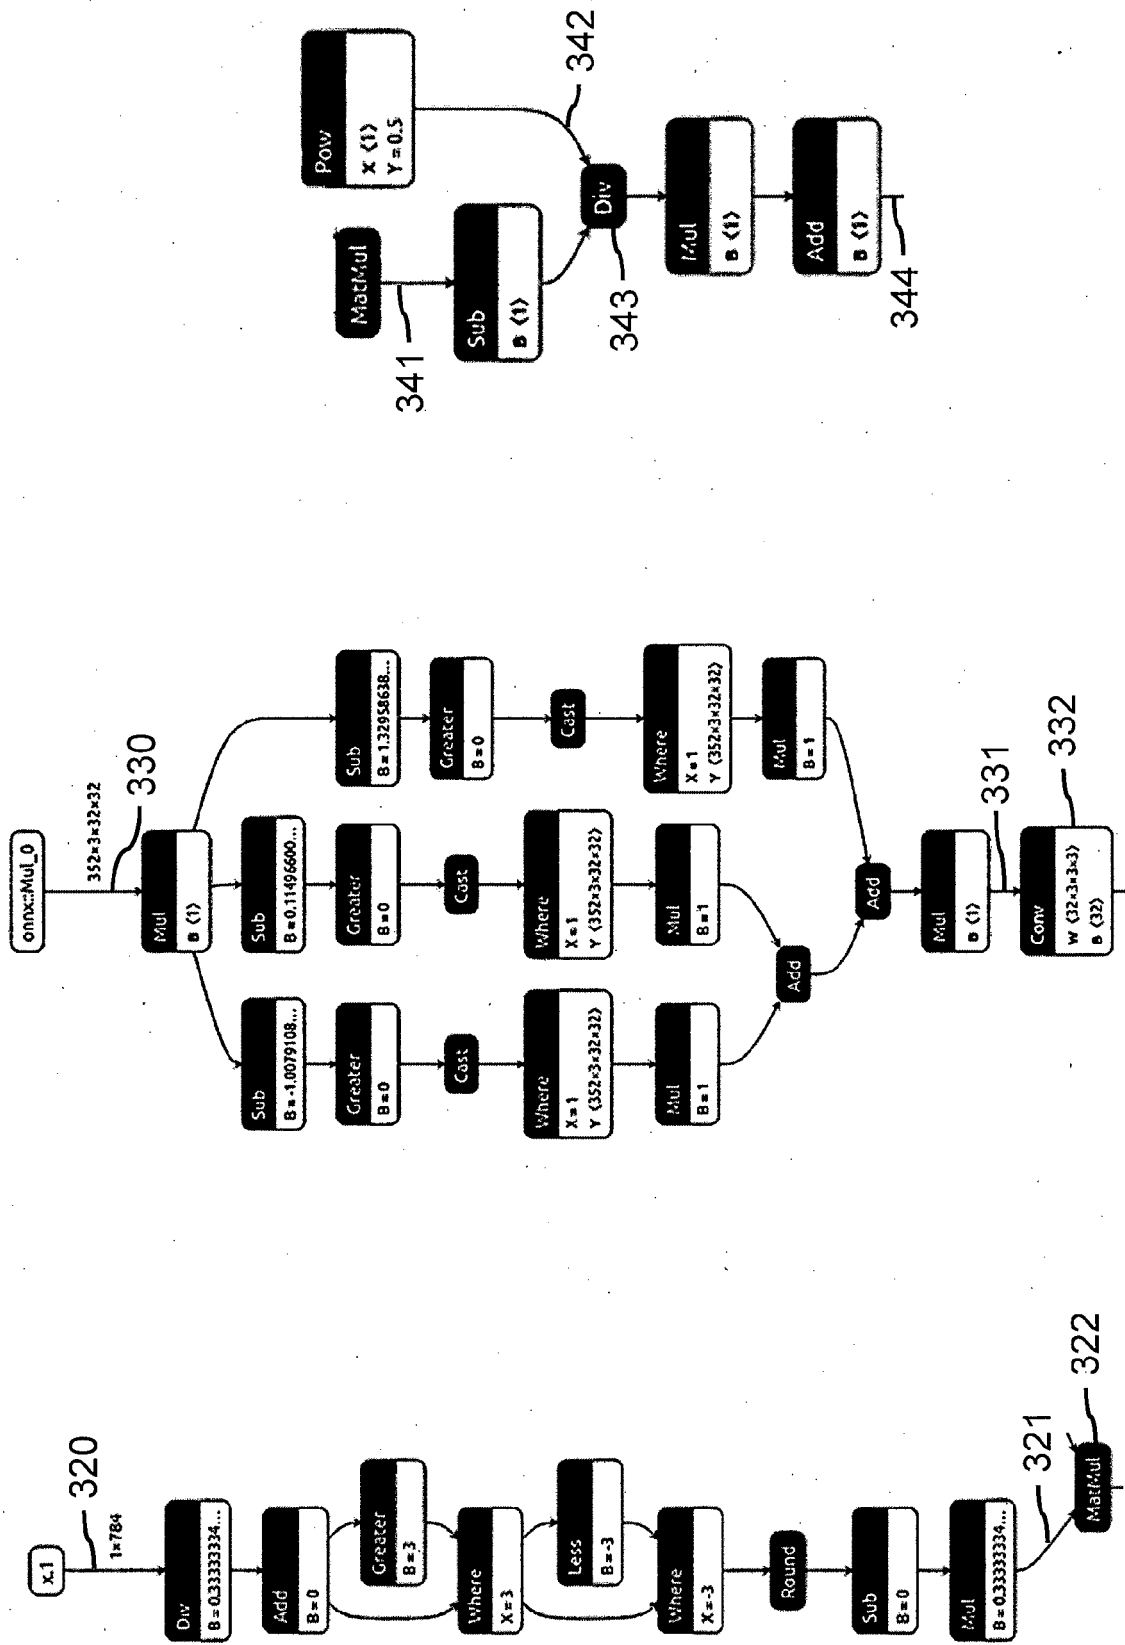 x.1
1×784
320
Div
B = 0.33333334...
Add
B = 0
Greater
B = 3
Where
X = 3
Less
B = -3
Where
X = -3
Round
Sub
B = 0
Mul
B = 0.33333334...
321
MatMul
322
onnx::Mul_0
352×3×32×32
330
Mul
B ⟨1⟩
Sub
B = -1.0079108...
Greater
B = 0
Cast
Where
X = 1
Y ⟨352×3×32×32⟩
Mul
B = 1
Sub
B = 0.11496600...
Greater
B = 0
Cast
Where
X = 1
Y ⟨352×3×32×32⟩
Mul
B = 1
Sub
B = 1.32958638...
Greater
B = 0
Cast
Where
X = 1
Y ⟨352×3×32×32⟩
Mul
B = 1
Add
Add
Mul
B ⟨1⟩
331
Conv
W ⟨32×3×3×3⟩
B ⟨32⟩
332
MatMul
341
Sub
B ⟨1⟩
Pow
X ⟨1⟩
Y = 0.5
342
Div
343
Mul
B ⟨1⟩
Add
B ⟨1⟩
344